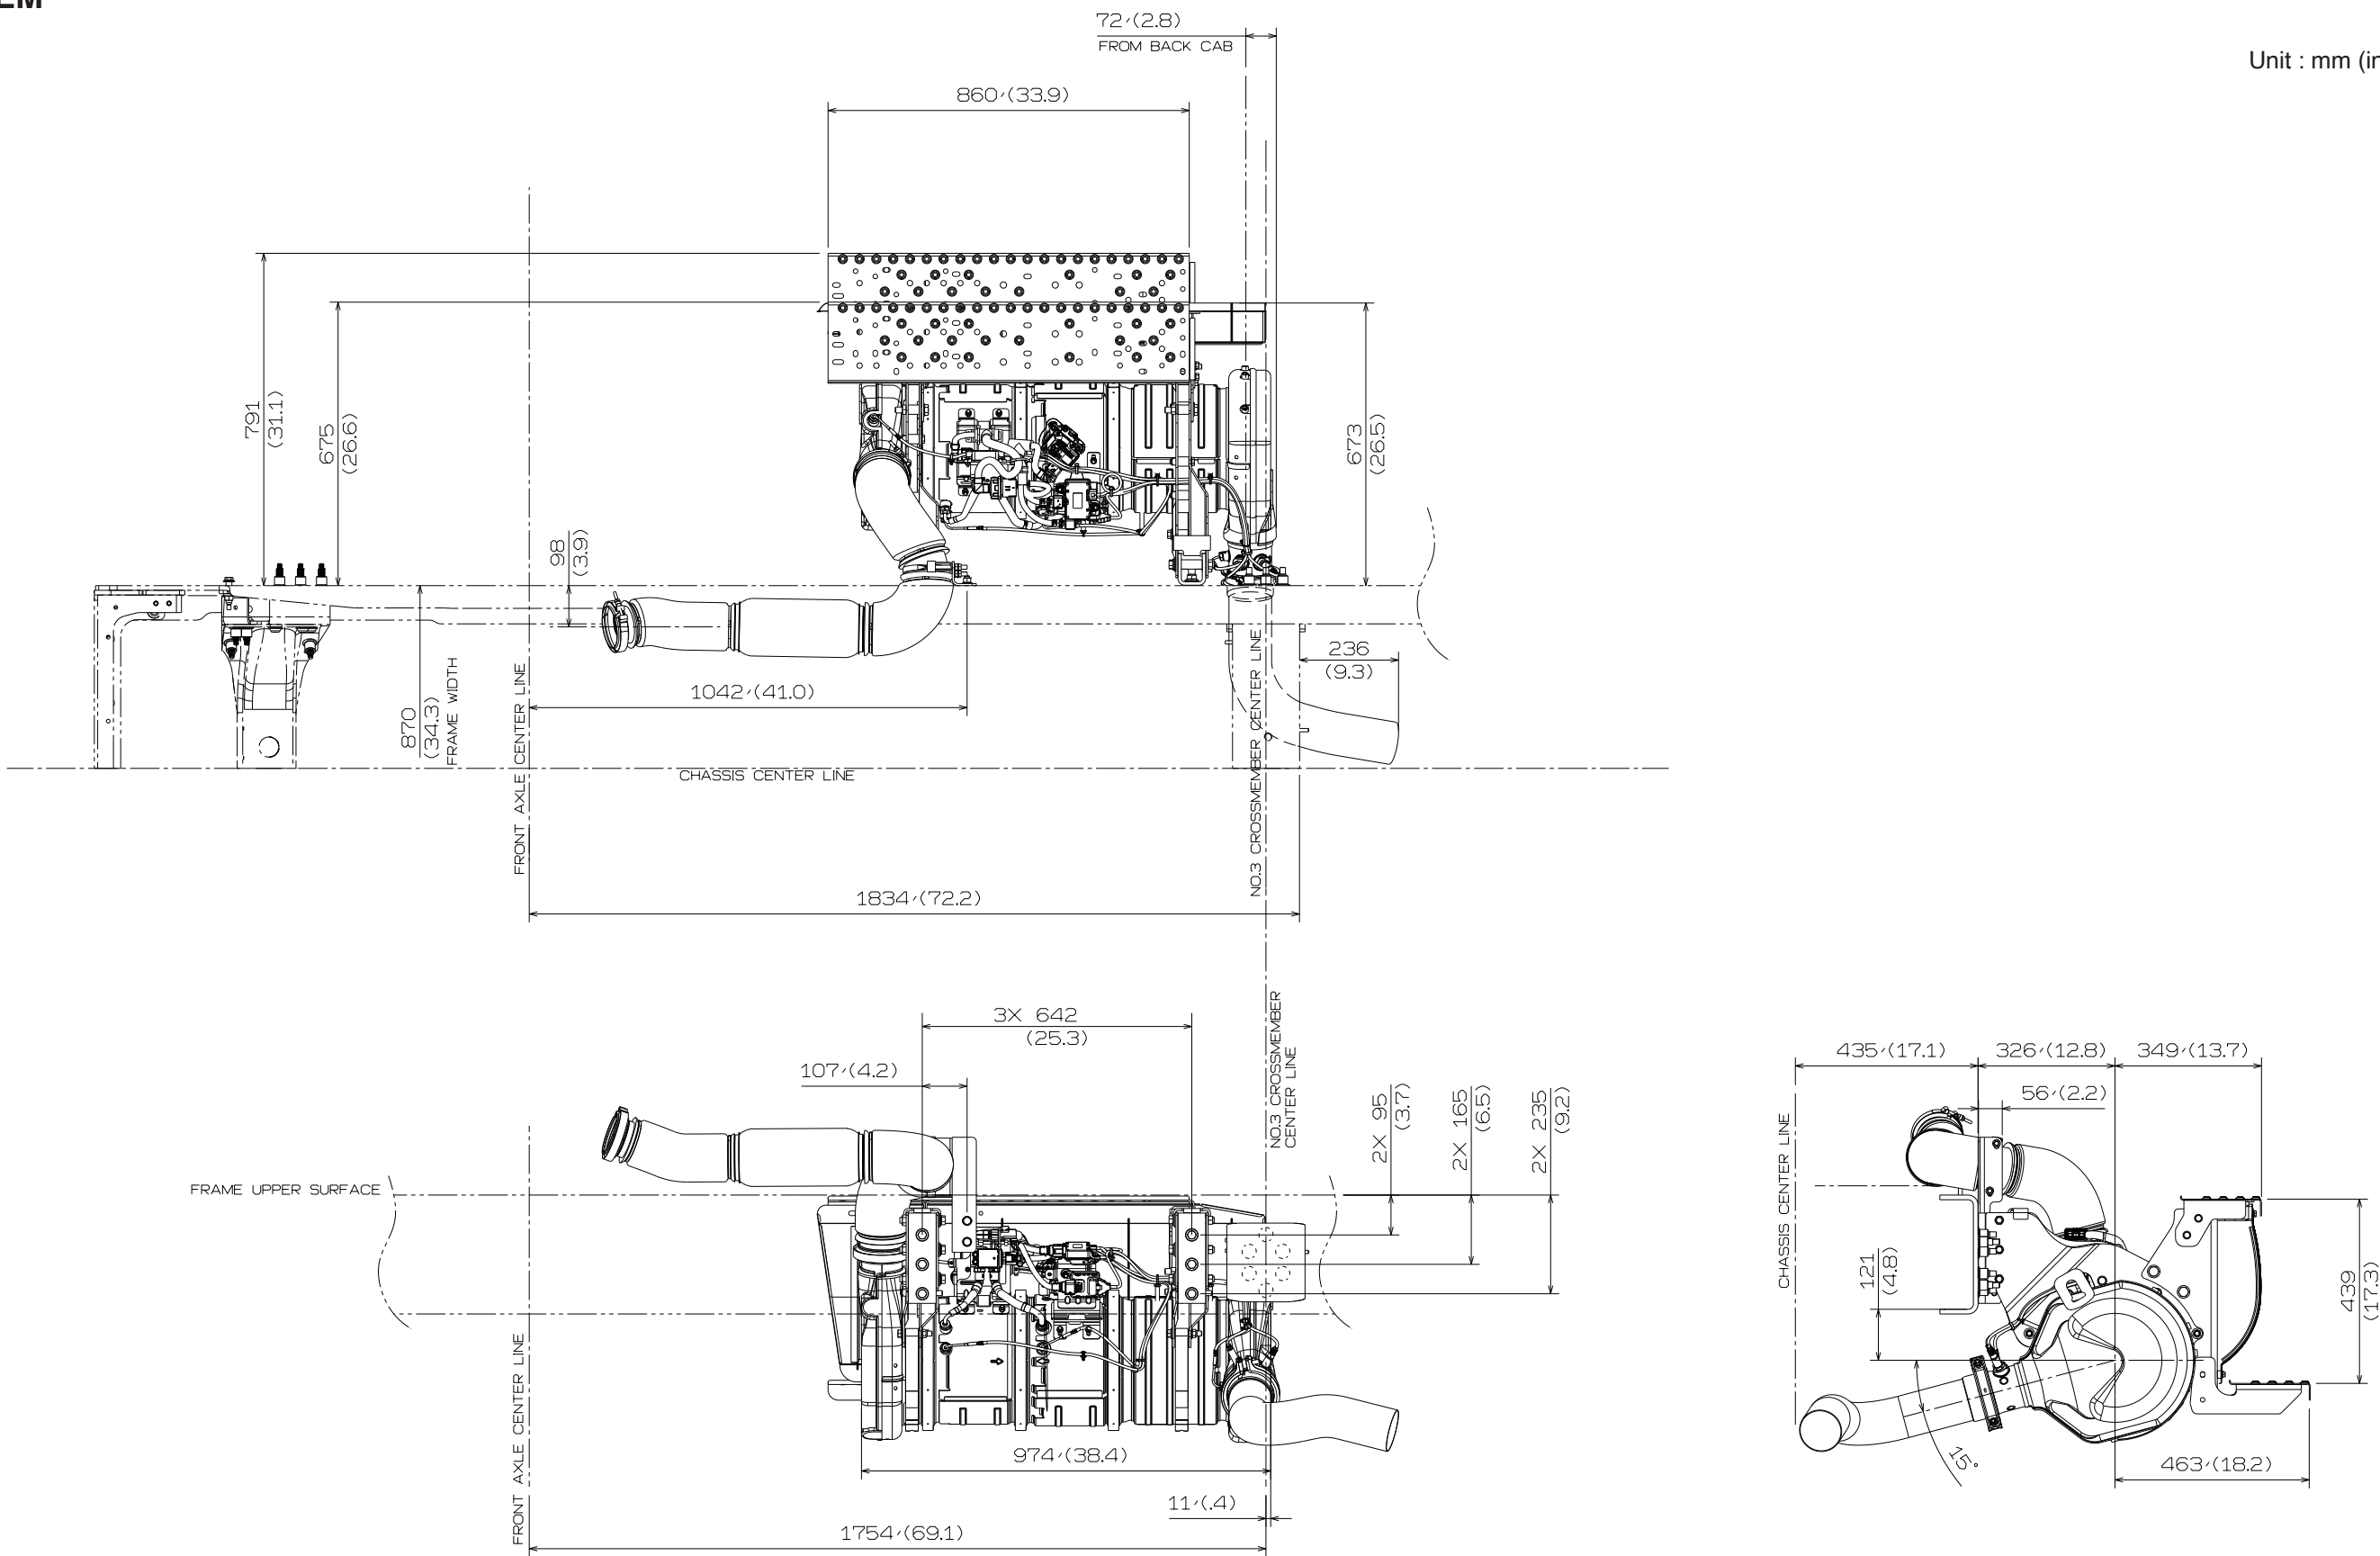 72/(2.8)
FROM BACK CAB
860/(33.9)
791
(31.1)
675
(26.6)
98
(3.9)
673
(26.5)
236
(9.3)
1042/(41.0)
870
(34.3)
FRAME WIDTH
FRONT AXLE CENTER LINE
CHASSIS CENTER LINE
NO.3 CROSSMEMBER CENTER LINE
1834/(72.2)
Unit : mm (in
3X 642
(25.3)
107/(4.2)
NO.3 CROSSMEMBER
CENTER LINE
2X 95
(3.7)
2X 165
(6.5)
2X 235
(9.2)
FRAME UPPER SURFACE
FRONT AXLE CENTER LINE
974/(38.4)
11/(.4)
1754/(69.1)
435/(17.1)
326/(12.8)
349/(13.7)
56/(2.2)
CHASSIS CENTER LINE
121
(4.8)
439
(17.3)
15°
463/(18.2)